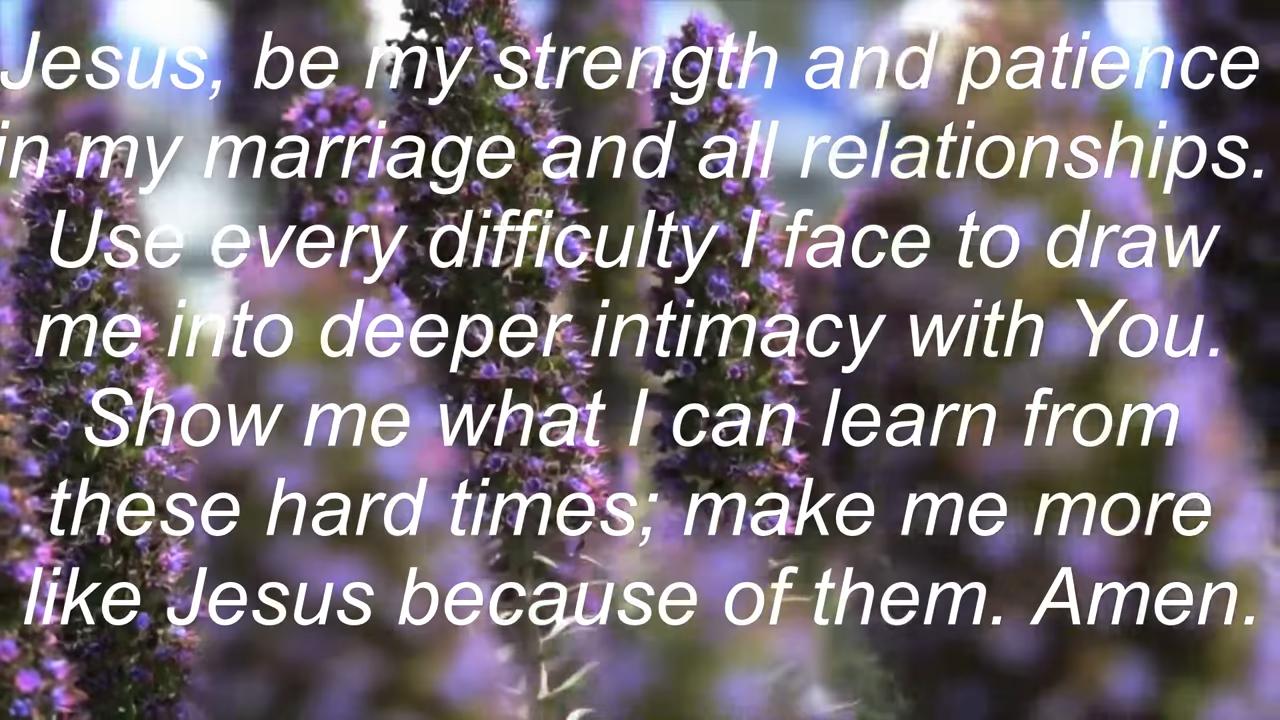 Jesus, be my strength and patience
in my marriage and all relationships.
Use every difficulty I face to draw
me into deeper intimacy with You.
Show me what I can learn from
these hard times; make me more
like Jesus because of them. Amen.